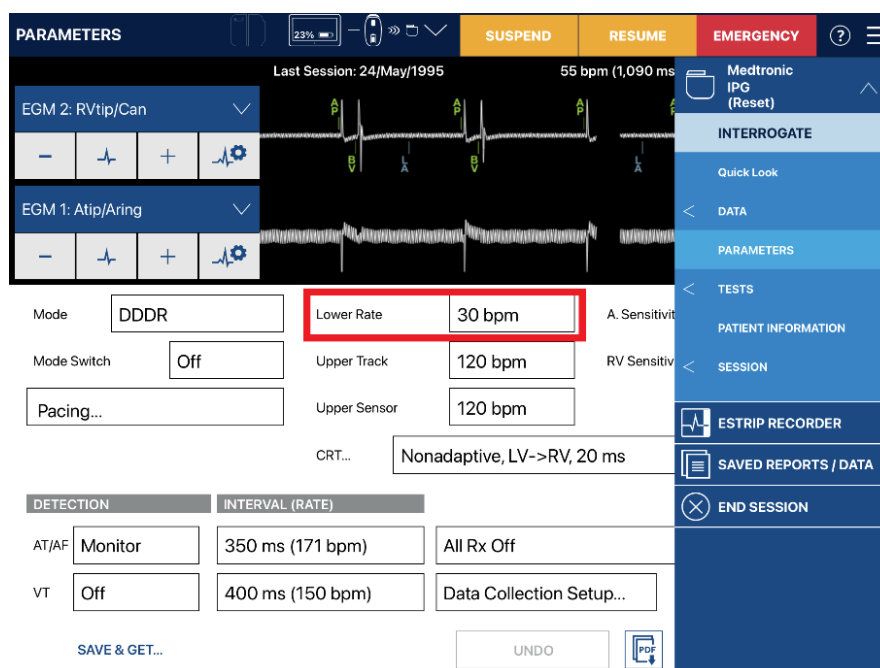 PARAMETERS
23%
SUSPEND
RESUME
EMERGENCY
?
Last Session: 24/May/1995
55 bpm (1,090 ms
EGM 2: RVtip/Can
− + 
AP AP AP
BV LA BV LA
EGM 1: Atip/Aring
− +
Mode DDDR
Lower Rate 30 bpm
A. Sensitivit
Mode Switch Off
Upper Track 120 bpm
RV Sensitiv
Pacing...
Upper Sensor 120 bpm
CRT... Nonadaptive, LV->RV, 20 ms
DETECTION INTERVAL (RATE)
AT/AF Monitor 350 ms (171 bpm) All Rx Off
VT Off 400 ms (150 bpm) Data Collection Setup...
SAVE & GET... UNDO PDF
Medtronic
IPG
(Reset)
INTERROGATE
Quick Look
< DATA
PARAMETERS
< TESTS
PATIENT INFORMATION
< SESSION
ESTRIP RECORDER
SAVED REPORTS / DATA
END SESSION